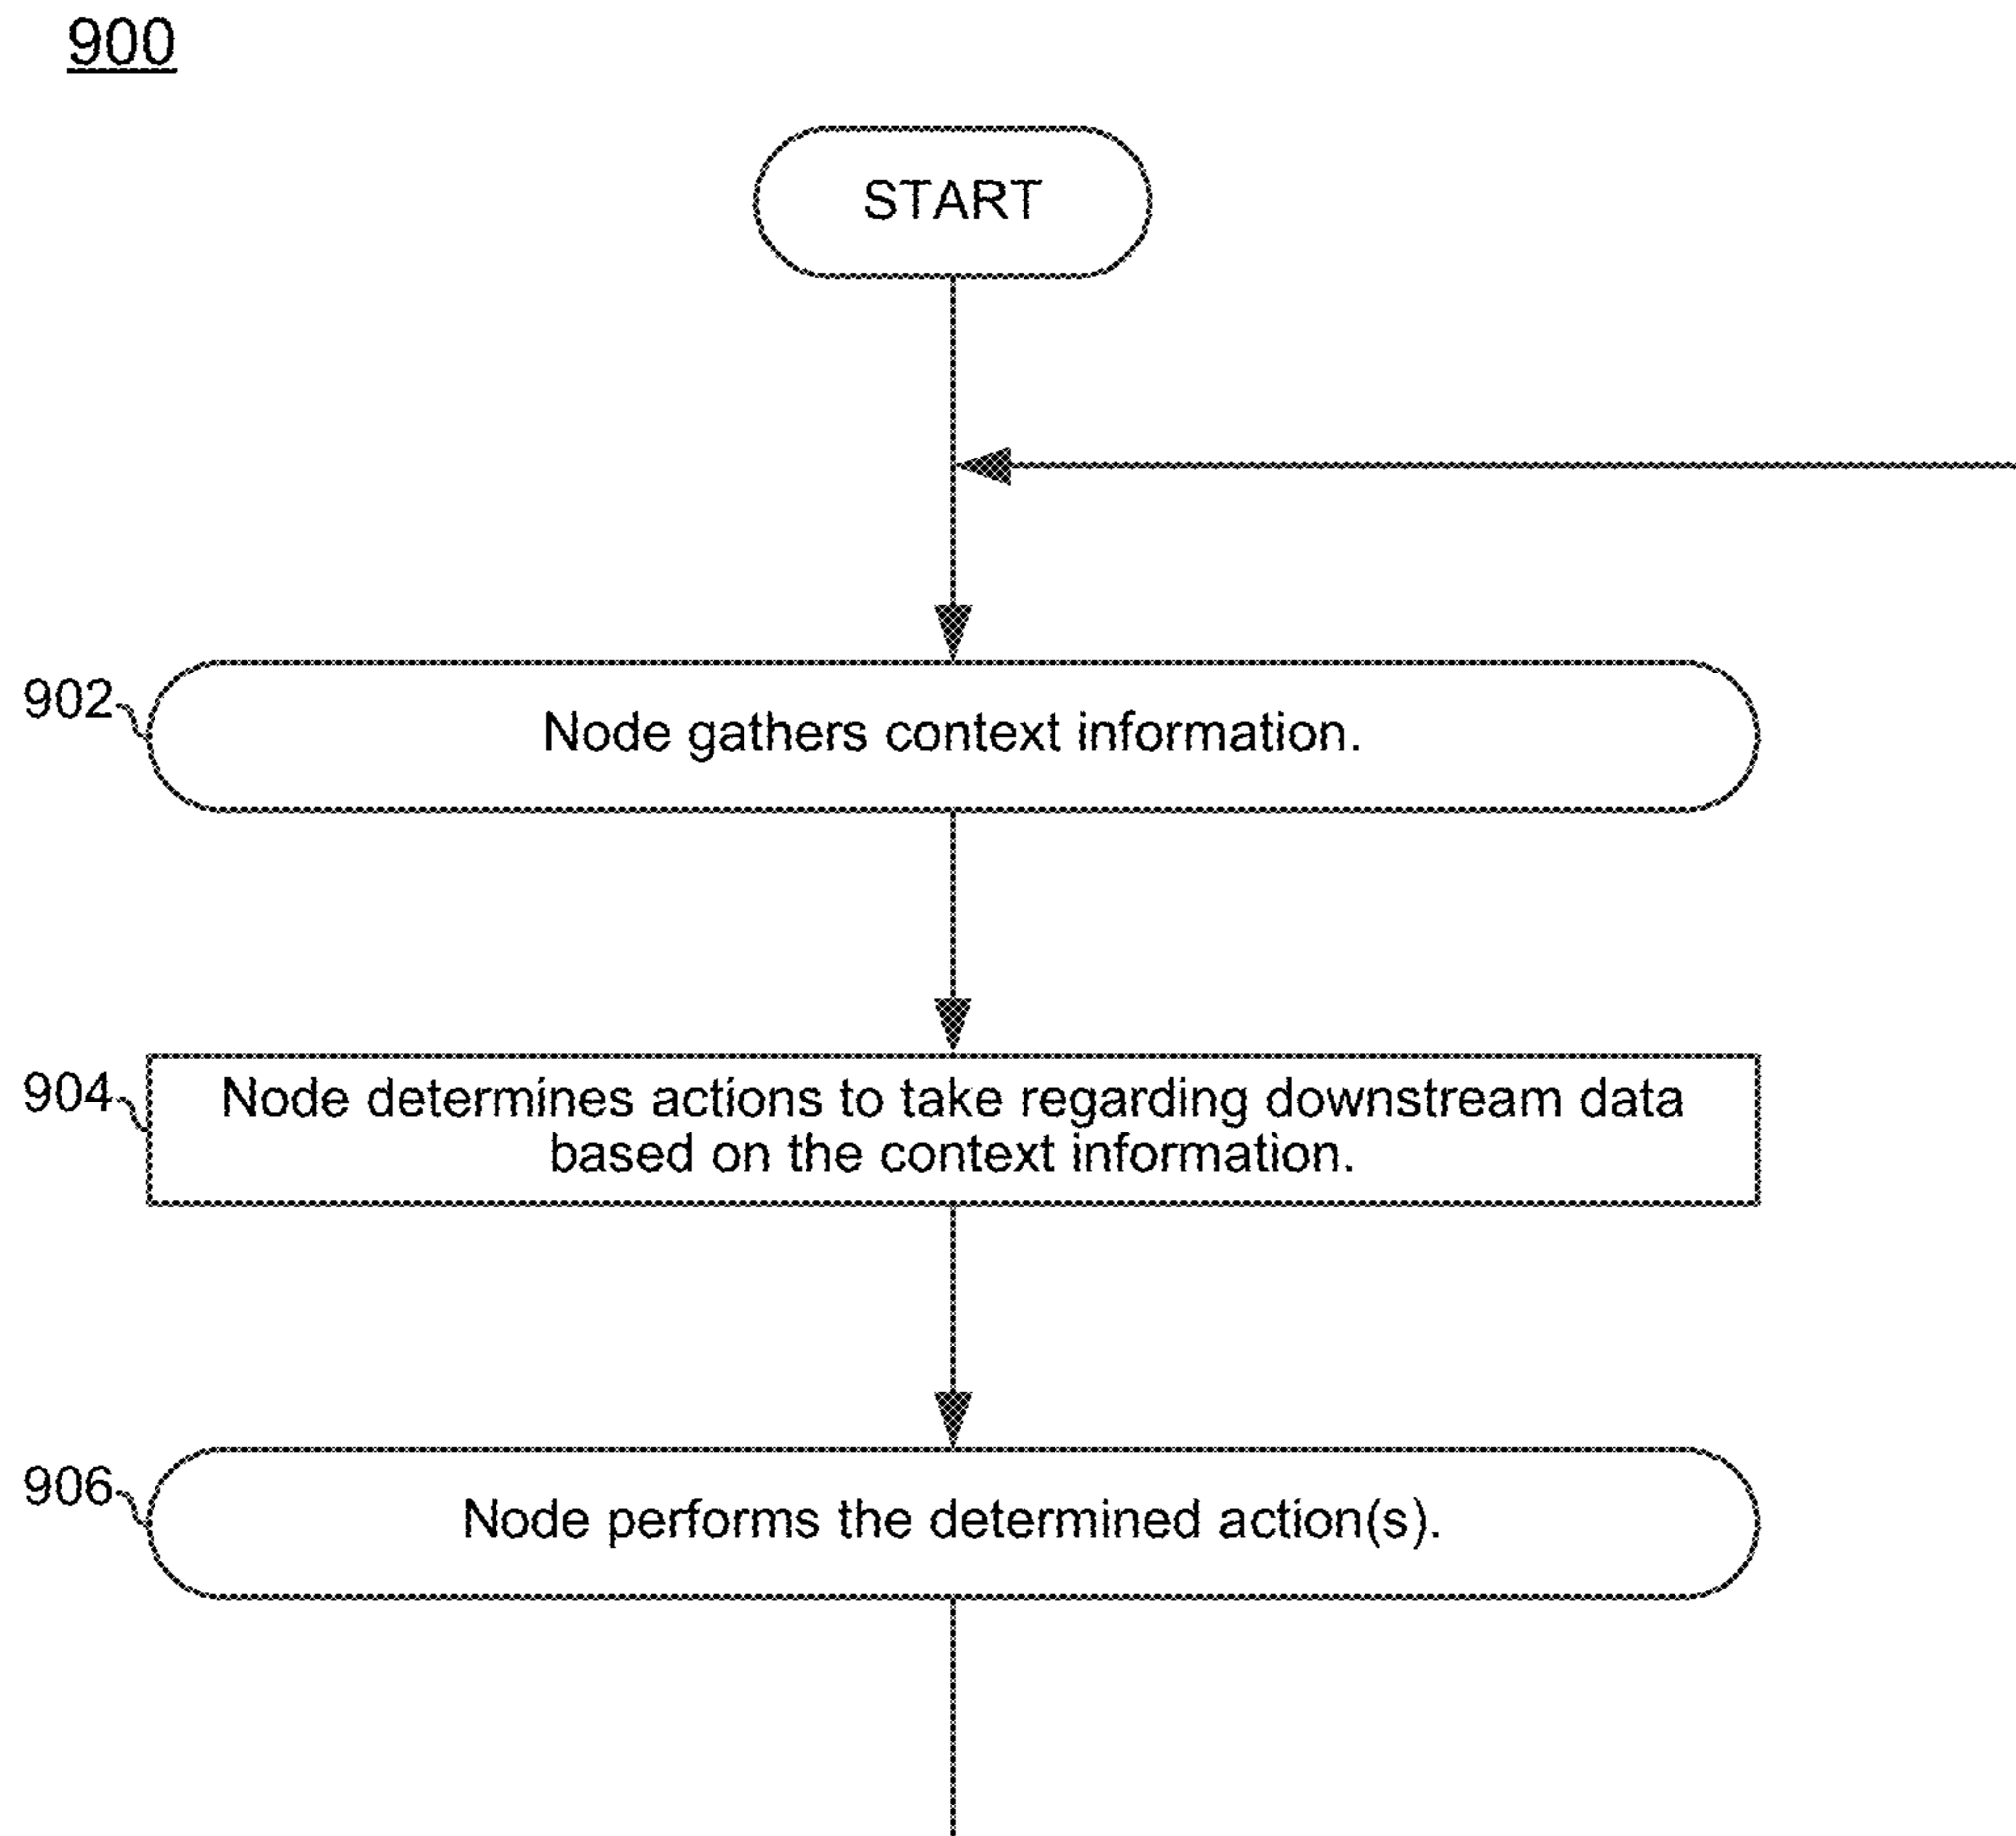 900
START
902
Node gathers context information.
904
Node determines actions to take regarding downstream data
based on the context information.
906
Node performs the determined action(s).